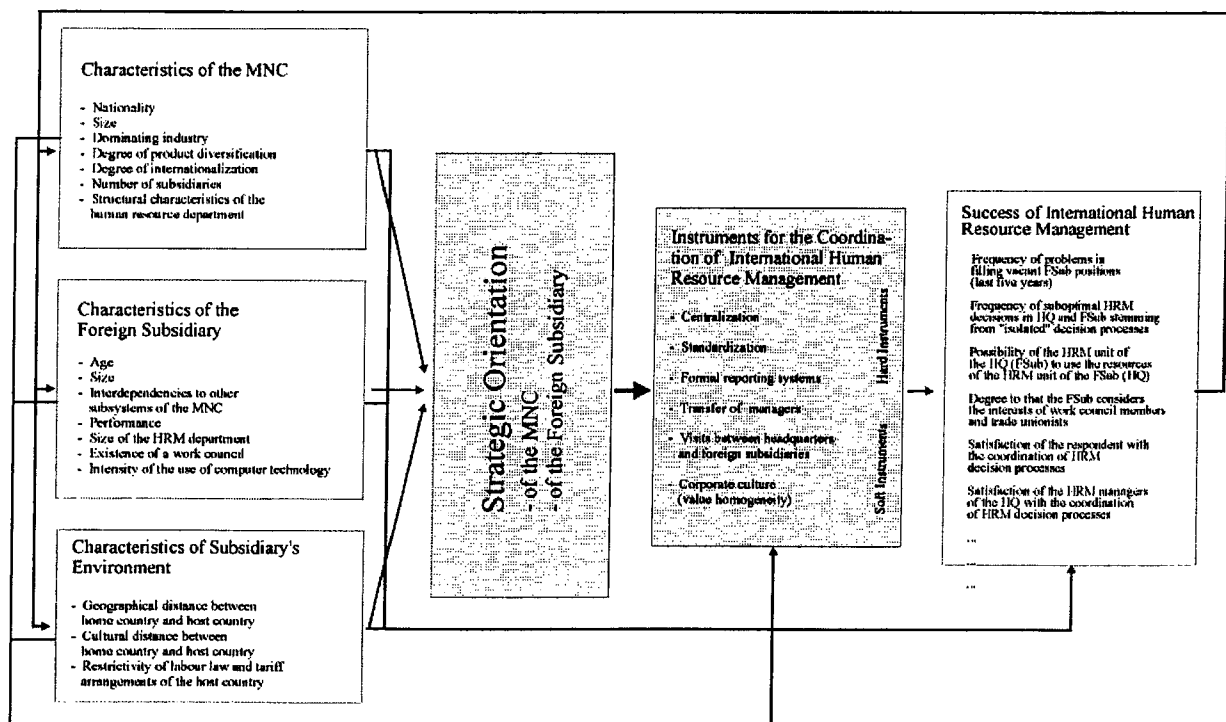 Characteristics of the MNC
- Nationality
- Size
- Dominating industry
- Degree of product diversification
- Degree of internationalization
- Number of subsidiaries
- Structural characteristics of the
human resource department
Characteristics of the
Foreign Subsidiary
- Age
- Size
- Interdependencies to other
subsystems of the MNC
- Performance
- Size of the HRM department
- Existence of a work council
- Intensity of the use of computer technology
Characteristics of Subsidiary's
Environment
- Geographical distance between
home country and host country
- Cultural distance between
home country and host country
- Restrictivity of labour law and tariff
arrangements of the host country
Strategic Orientation
- of the MNC
- of the Foreign Subsidiary
Instruments for the Coordina-
tion of International Human
Resource Management
- Centralization
- Standardization
- Formal reporting systems
- Transfer of managers
- Visits between headquarters
and foreign subsidiaries
- Corporate culture
(value homogeneity)
Hard Instruments
Soft Instruments
Success of International Human
Resource Management
Frequency of problems in
filling vacant FSub positions
(last five years)
Frequency of suboptimal HRM
decisions in HQ and FSub stemming
from "isolated" decision processes
Possibility of the HRM unit of
the HQ (FSub) to use the resources
of the HRM unit of the FSub (HQ)
Degree to that the FSub considers
the interests of work council members
and trade unionists
Satisfaction of the respondent with
the coordination of HRM
decision processes
Satisfaction of the HRM managers
of the HQ with the coordination
of HRM decision processes
...
...
...